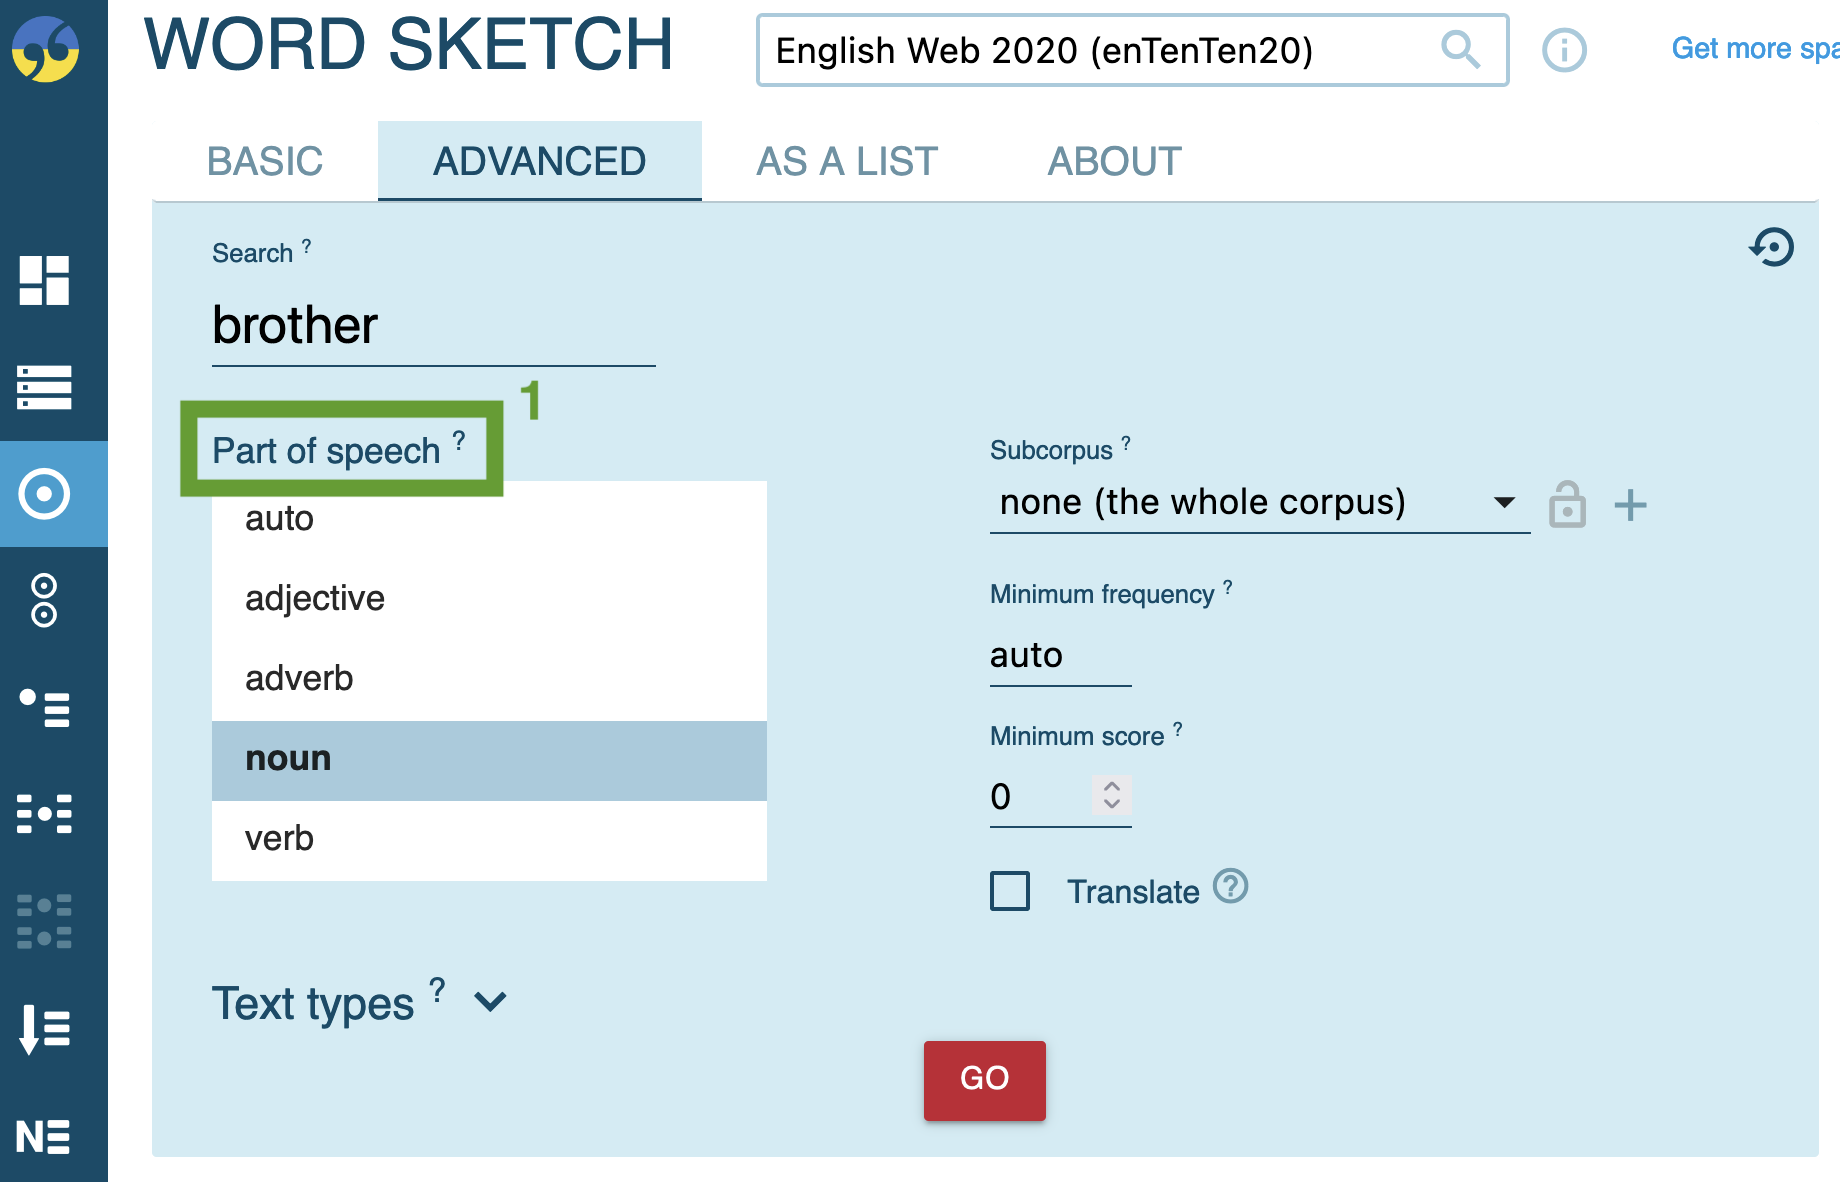 WORD SKETCH
English Web 2020 (enTenTen20)
Get more spa
BASIC
ADVANCED
AS A LIST
ABOUT
Search ?
brother
1
Part of speech ?
auto
adjective
adverb
noun
verb
Subcorpus ?
none (the whole corpus)
Minimum frequency ?
auto
Minimum score ?
0
Translate ?
Text types ?
GO
N